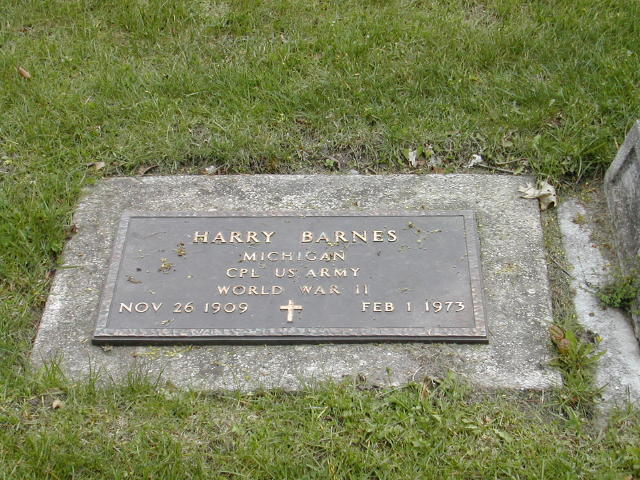 HARRY BARNES
MICHIGAN
CPL US ARMY
WORLD WAR II
NOV 26 1909 FEB 1 1973